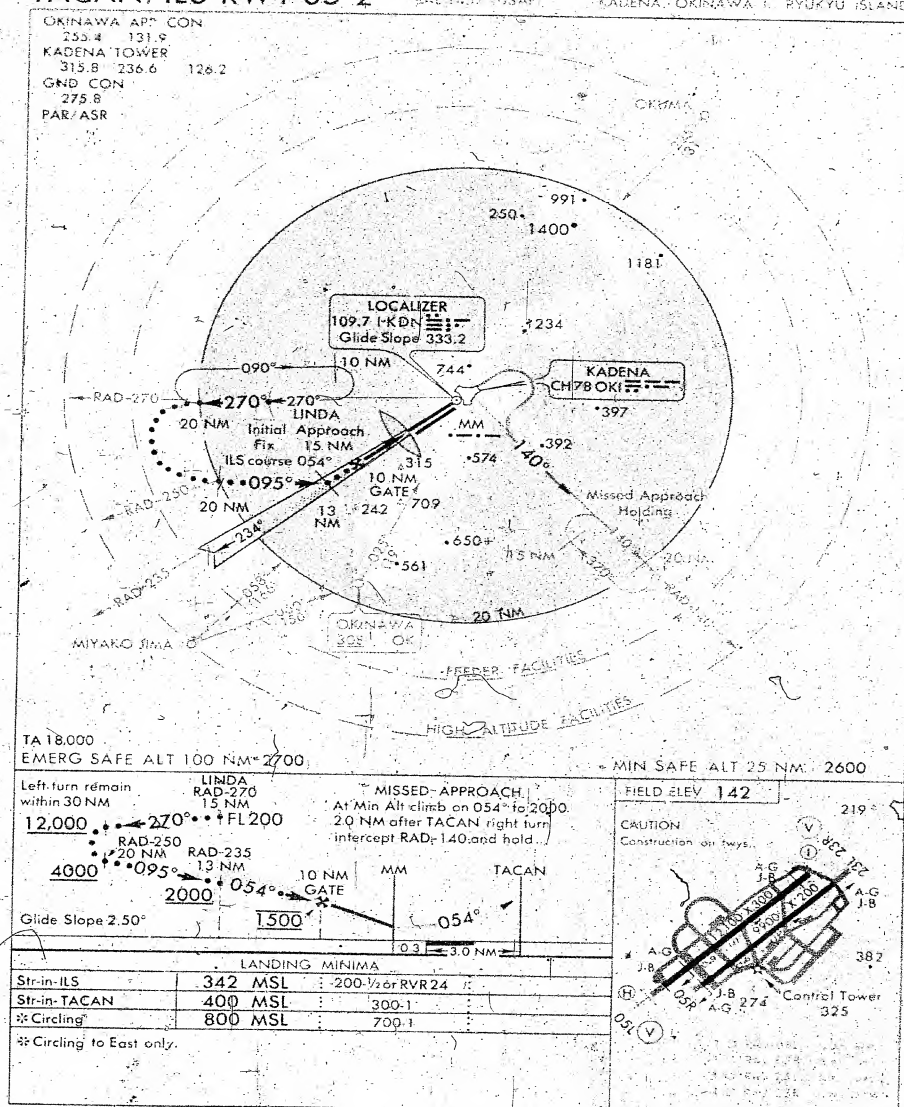 TACAN/ILS RWY 05-2
KADENA, OKINAWA
RYUKYU ISLAND
OKINAWA APP CON
255.4 131.9
KADENA TOWER
315.8 236.6 126.2
GND CON
275.8
PAR/ASR
OKUMA
991
250
1400
1181
LOCALIZER
109.7 I-KDN
Glide Slope 333.2
234
090°
10 NM
744
KADENA
CH 78 OKI
RAD-270
270°
270°
397
20 NM
LINDA
Initial Approach
Fix 15 NM
ILS course 054°
MM
392
574
140°
315
095°
10 NM
GATE
RAD-250
20 NM
13
NM
242
709
Missed Approach
Holding
234°
650
15 NM
561
RAD-235
OKINAWA
308 OK
20 NM
MIYAKO JIMA
FEEDER FACILITIES
HIGH ALTITUDE FACILITIES
TA 18,000
EMERG SAFE ALT 100 NM 2700
MIN SAFE ALT 25 NM 2600
Left turn remain
within 30 NM
LINDA
RAD-270
15 NM
12,000
270°
FL200
RAD-250
20 NM
4000
095°
RAD-235
13 NM
2000
054°
10 NM
GATE
1500
Glide Slope 2.50°
MISSED APPROACH
At Min Alt climb on 054° to 2000.
20 NM after TACAN right turn
intercept RAD-140 and hold.
MM
TACAN
054°
0.3
3.0 NM
FIELD ELEV 142
219
CAUTION
Construction on twys.
V
I
23R
23L
A-G
J-B
A-G
J-B
A-G
J-B
H
05L
V
05R
J-B
A-G
274
382
Control Tower
325
LANDING MINIMA
Str-in-ILS 342 MSL 200-½ or RVR 24
Str-in-TACAN 400 MSL 300-1
※ Circling 800 MSL 700-1
※ Circling to East only.